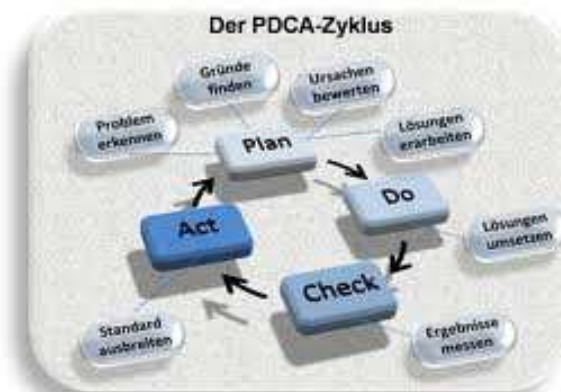 Der PDCA-Zyklus
Gründe
finden
Ursachen
bewerten
Problem
erkennen
Lösungen
erarbeiten
Plan
Do
Lösungen
umsetzen
Check
Ergebnisse
messen
Act
Standard
ausbreiten